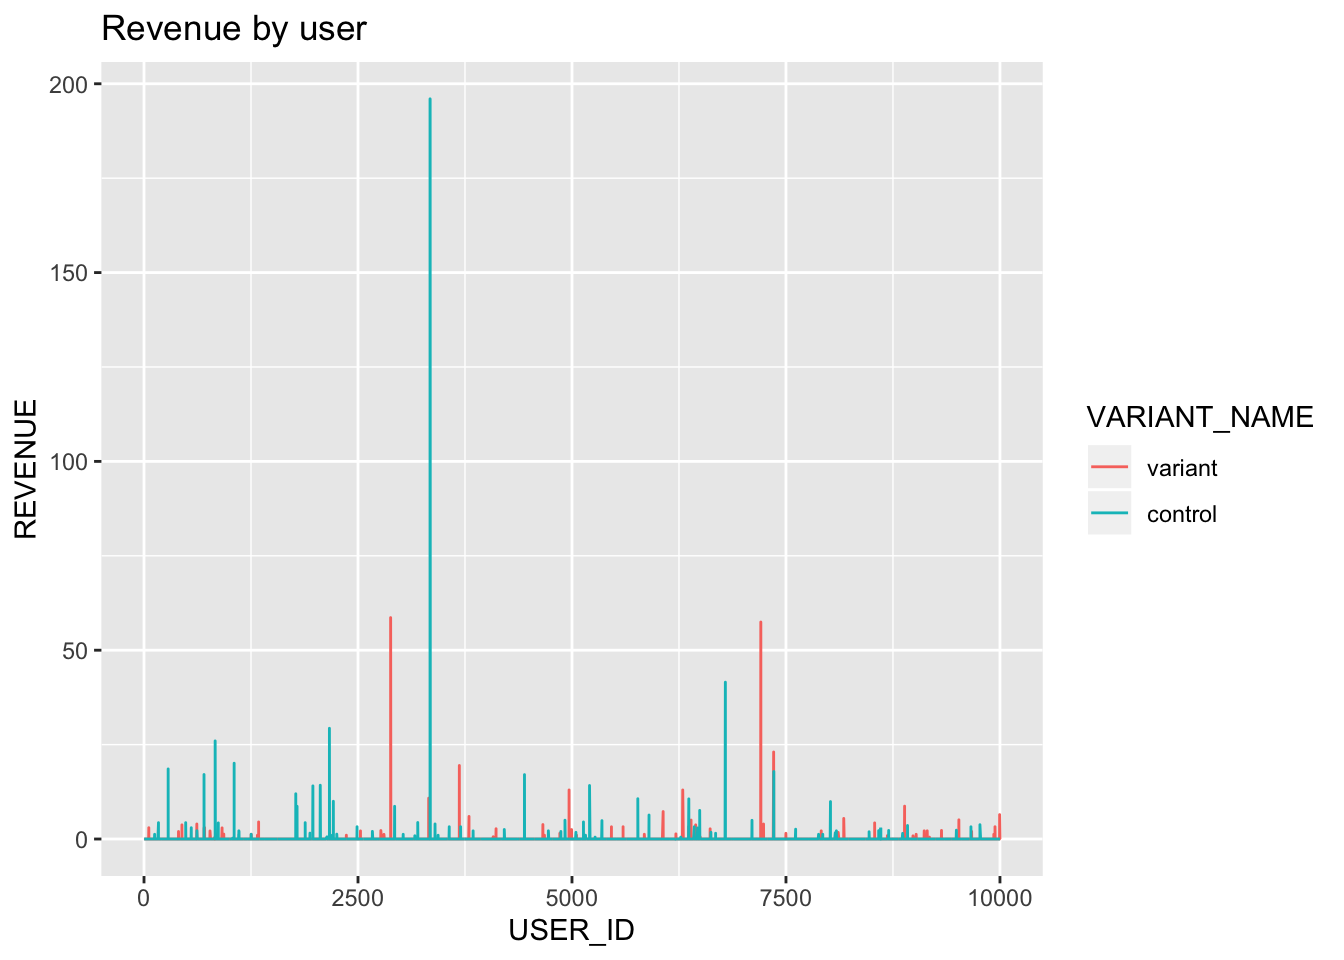 Revenue by user
200
150
100
50
0
REVENUE
0 2500 5000 7500 10000
USER_ID
VARIANT_NAME
variant
control